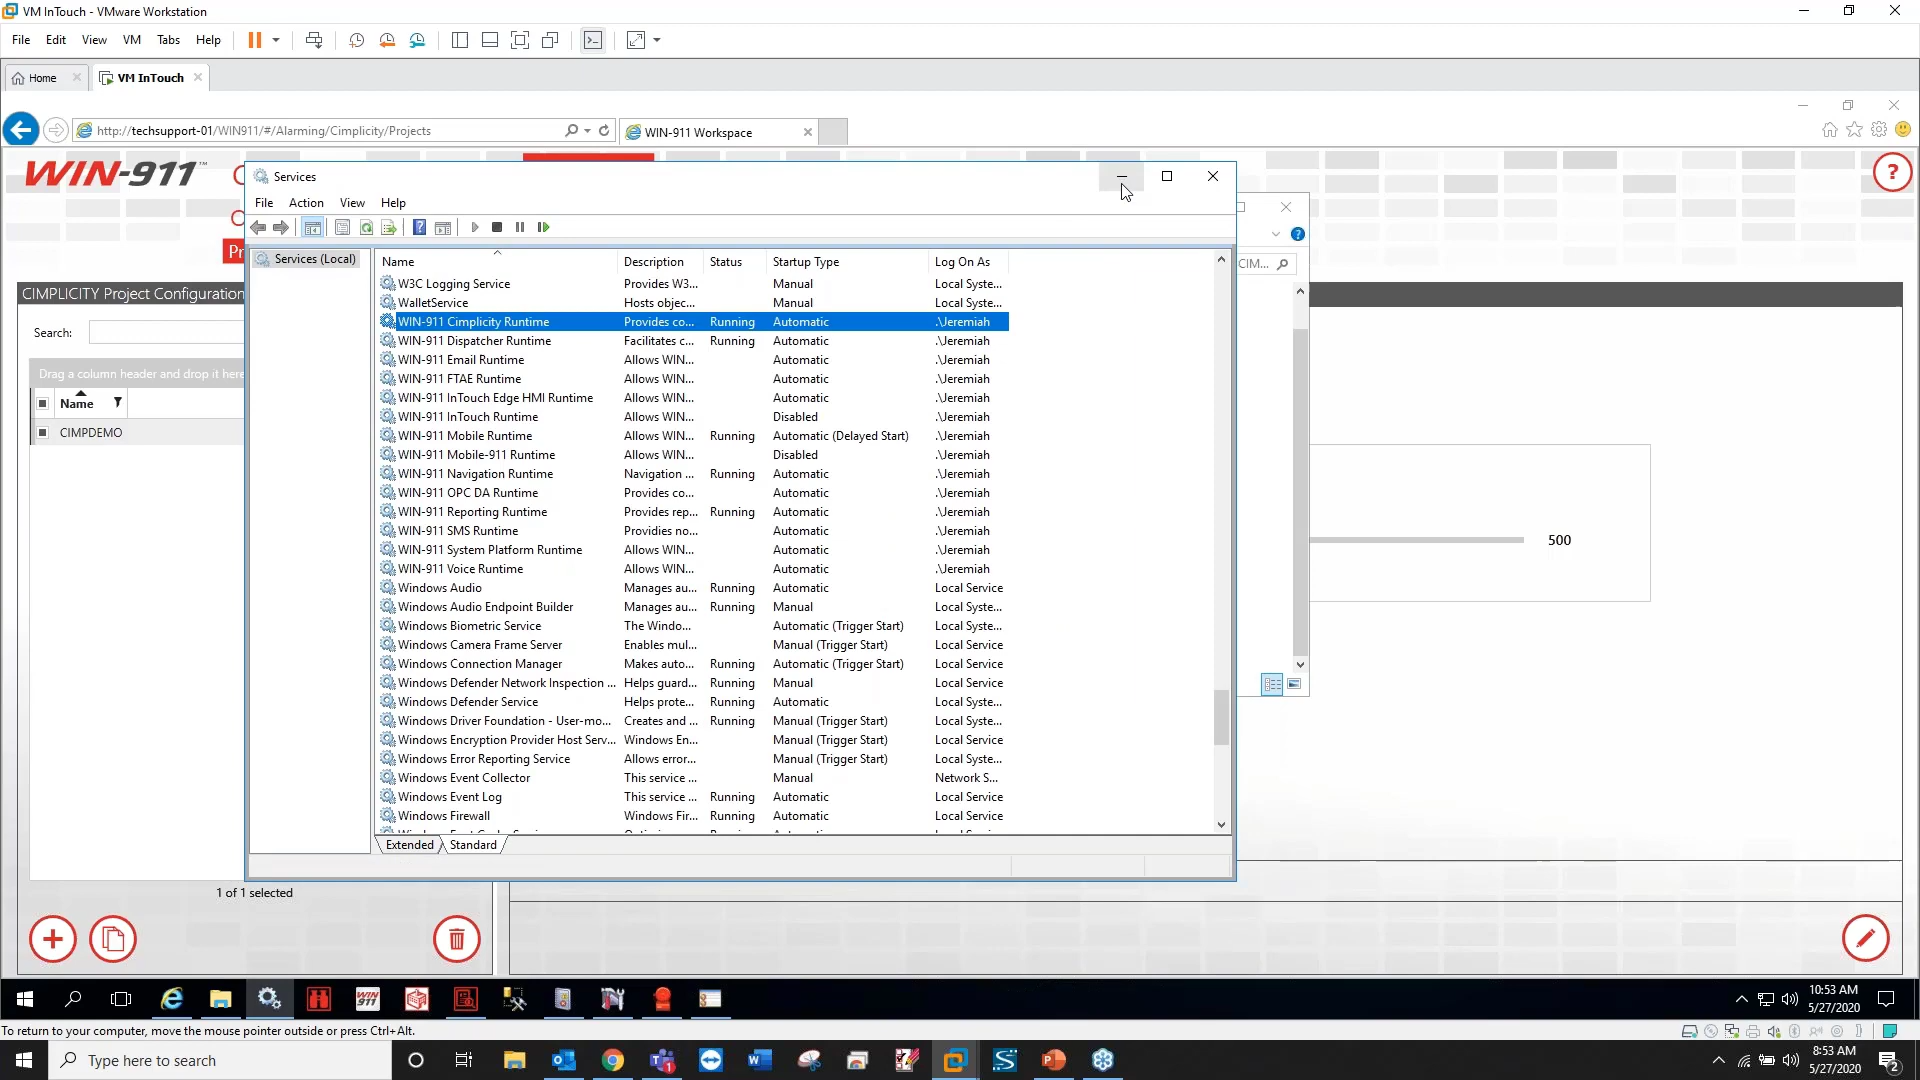 VM InTouch - VMware Workstation
File Edit View VM Tabs Help
Home VM InTouch
http://techsupport-01/WIN911/#/Alarming/Cimplicity/Projects WIN-911 Workspace
WIN-911™ ?
Services
File Action View Help
Services (Local)
Name Description Status Startup Type Log On As
W3C Logging Service Provides W3... Manual Local Syste...
WalletService Hosts objec... Manual Local Syste...
WIN-911 Cimplicity Runtime Provides co... Running Automatic .\Jeremiah
WIN-911 Dispatcher Runtime Facilitates c... Running Automatic .\Jeremiah
WIN-911 Email Runtime Allows WIN... Automatic .\Jeremiah
WIN-911 FTAE Runtime Allows WIN... Automatic .\Jeremiah
WIN-911 InTouch Edge HMI Runtime Allows WIN... Automatic .\Jeremiah
WIN-911 InTouch Runtime Allows WIN... Disabled .\Jeremiah
WIN-911 Mobile Runtime Allows WIN... Running Automatic (Delayed Start) .\Jeremiah
WIN-911 Mobile-911 Runtime Allows WIN... Disabled .\Jeremiah
WIN-911 Navigation Runtime Navigation ... Running Automatic .\Jeremiah
WIN-911 OPC DA Runtime Provides co... Automatic .\Jeremiah
WIN-911 Reporting Runtime Provides rep... Running Automatic .\Jeremiah
WIN-911 SMS Runtime Providies no... Automatic .\Jeremiah
WIN-911 System Platform Runtime Allows WIN... Automatic .\Jeremiah
WIN-911 Voice Runtime Allows WIN... Automatic .\Jeremiah
Windows Audio Manages au... Running Automatic Local Service
Windows Audio Endpoint Builder Manages au... Running Manual Local Syste...
Windows Biometric Service The Windo... Automatic (Trigger Start) Local Syste...
Windows Camera Frame Server Enables mul... Manual (Trigger Start) Local Service
Windows Connection Manager Makes auto... Running Automatic (Trigger Start) Local Service
Windows Defender Network Inspection ... Helps guard... Running Manual Local Service
Windows Defender Service Helps prote... Running Automatic Local Syste...
Windows Driver Foundation - User-mo... Creates and ... Running Manual (Trigger Start) Local Syste...
Windows Encryption Provider Host Serv... Windows En... Manual (Trigger Start) Local Service
Windows Error Reporting Service Allows error... Manual (Trigger Start) Local Syste...
Windows Event Collector This service ... Manual Network S...
Windows Event Log This service ... Running Automatic Local Service
Windows Firewall Windows Fir... Running Automatic Local Service
Extended Standard
CIM...
CIMPLICITY Project Configuration
Search:
Drag a column header and drop it here
Name
CIMPDEMO
500
1 of 1 selected
WIN 911
10:53 AM
5/27/2020
To return to your computer, move the mouse pointer outside or press Ctrl+Alt.
Type here to search
8:53 AM
5/27/2020
2